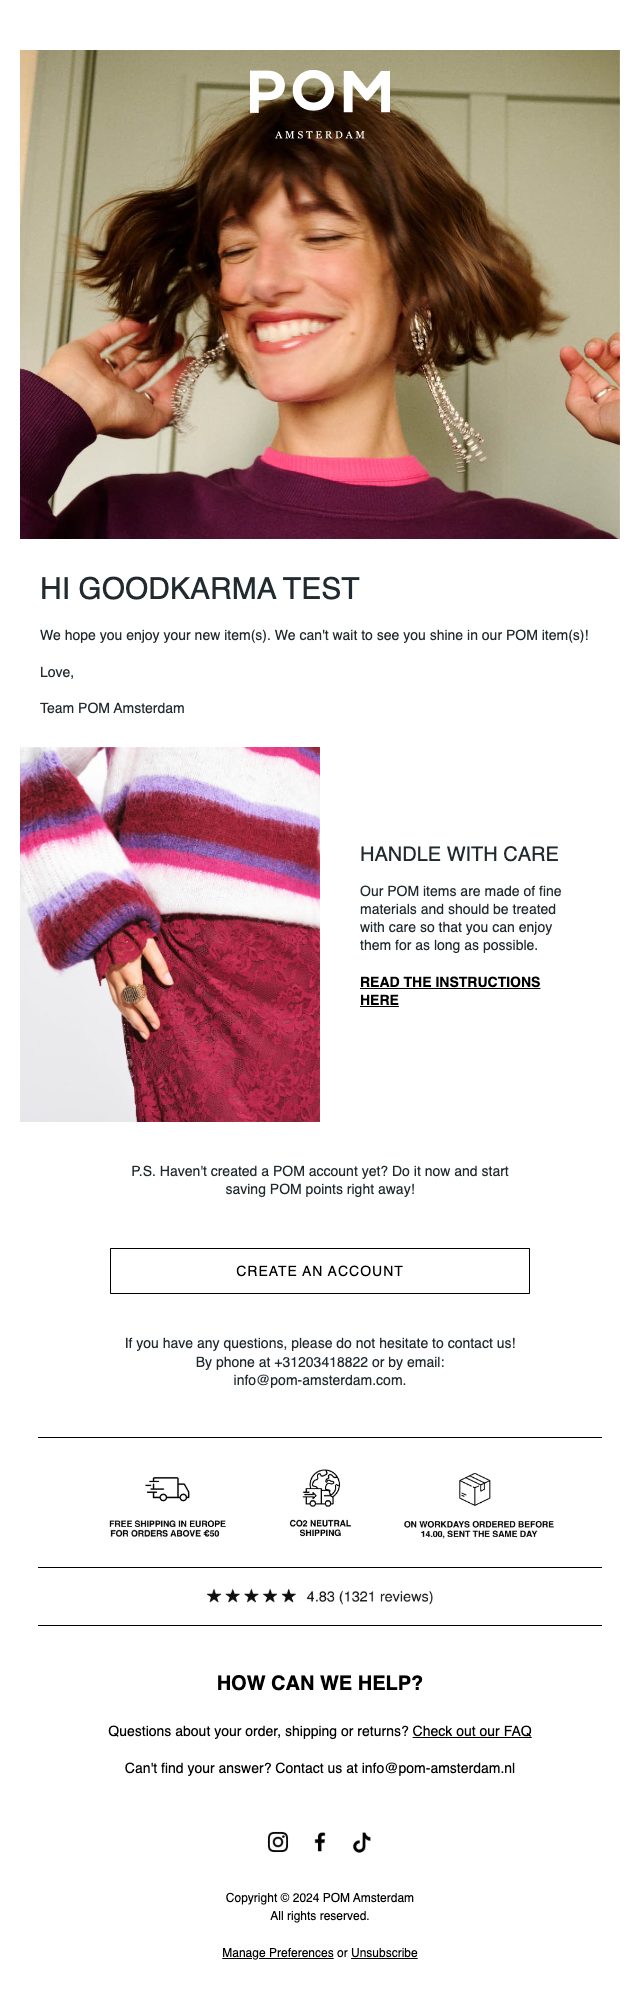 POM
AMSTERDAM
HI GOODKARMA TEST
We hope you enjoy your new item(s). We can't wait to see you shine in our POM item(s)!
Love,
Team POM Amsterdam
HANDLE WITH CARE
Our POM items are made of fine
materials and should be treated
with care so that you can enjoy
them for as long as possible.
READ THE INSTRUCTIONS
HERE
P.S. Haven't created a POM account yet? Do it now and start
saving POM points right away!
CREATE AN ACCOUNT
If you have any questions, please do not hesitate to contact us!
By phone at +31203418822 or by email:
info@pom-amsterdam.com.
FREE SHIPPING IN EUROPE
FOR ORDERS ABOVE €50
CO2 NEUTRAL
SHIPPING
ON WORKDAYS ORDERED BEFORE
14.00, SENT THE SAME DAY
★★★★★ 4.83 (1321 reviews)
HOW CAN WE HELP?
Questions about your order, shipping or returns? Check out our FAQ
Can't find your answer? Contact us at info@pom-amsterdam.nl
Copyright © 2024 POM Amsterdam
All rights reserved.
Manage Preferences or Unsubscribe